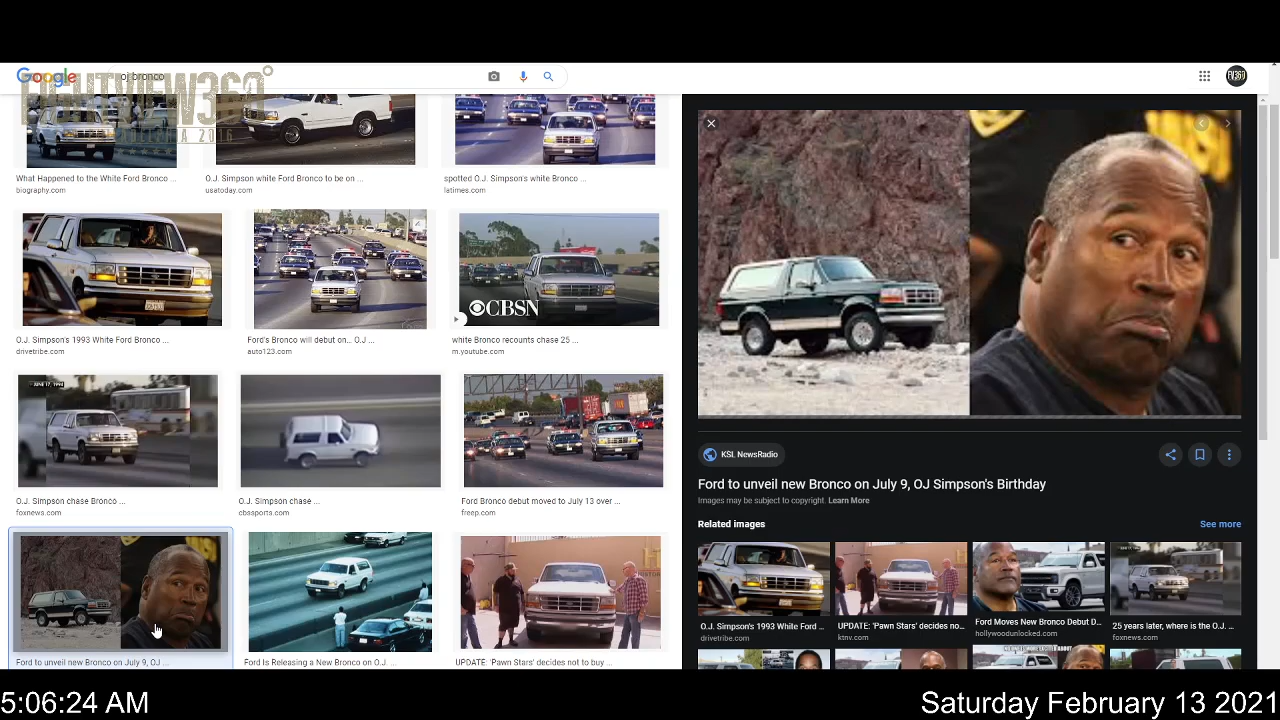 Google
oj bronco
FIGHTVIEW360°
2016
FV360
What Happened to the White Ford Bronco ...
biography.com
O.J. Simpson white Ford Bronco to be on ...
usatoday.com
spotted O.J. Simpson's white Bronco ...
latimes.com
CBSN
O.J. Simpson's 1993 White Ford Bronco ...
drivetribe.com
Ford's Bronco will debut on... O.J ...
auto123.com
white Bronco recounts chase 25 ...
m.youtube.com
JUNE 17, 1994
O.J. Simpson chase Bronco ...
foxnews.com
O.J. Simpson chase ...
cbssports.com
Ford Bronco debut moved to July 13 over ...
freep.com
Ford to unveil new Bronco on July 9, OJ ...
Ford Is Releasing a New Bronco on O.J. ...
UPDATE: 'Pawn Stars' decides not to buy ...
KSL NewsRadio
Ford to unveil new Bronco on July 9, OJ Simpson's Birthday
Images may be subject to copyright. Learn More
Related images
See more
O.J. Simpson's 1993 White Ford ...
drivetribe.com
UPDATE: 'Pawn Stars' decides no...
ktnv.com
Ford Moves New Bronco Debut D...
hollywoodunlocked.com
25 years later, where is the O.J. ...
foxnews.com
5:06:24 AM
Saturday February 13 2021